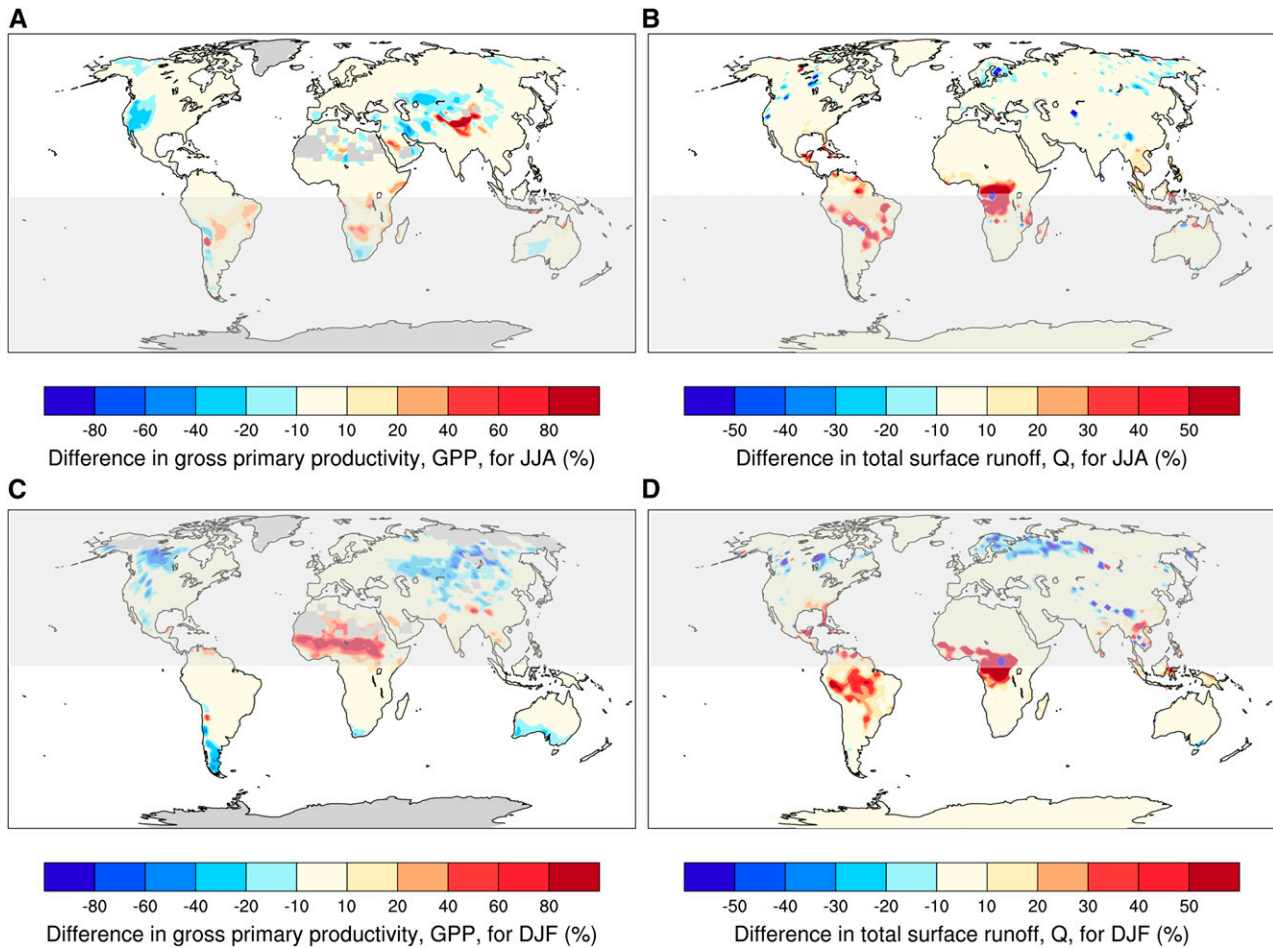 A
B
-80 -60 -40 -20 -10 10 20 40 60 80
-50 -40 -30 -20 -10 10 20 30 40 50
Difference in gross primary productivity, GPP, for JJA (%)
Difference in total surface runoff, Q, for JJA (%)
C
D
-80 -60 -40 -20 -10 10 20 40 60 80
-50 -40 -30 -20 -10 10 20 30 40 50
Difference in gross primary productivity, GPP, for DJF (%)
Difference in total surface runoff, Q, for DJF (%)